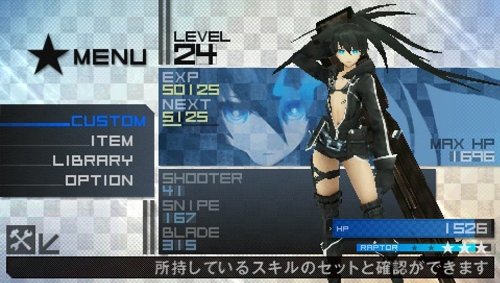 MENU
LEVEL
24
EXP
50125
NEXT
5125
CUSTOM
ITEM
LIBRARY
OPTION
MAX HP
1696
SHOOTER
41
SNIPE
167
BLADE
315
HP 1526
RAPTOR
所持しているスキルのセットと確認ができます